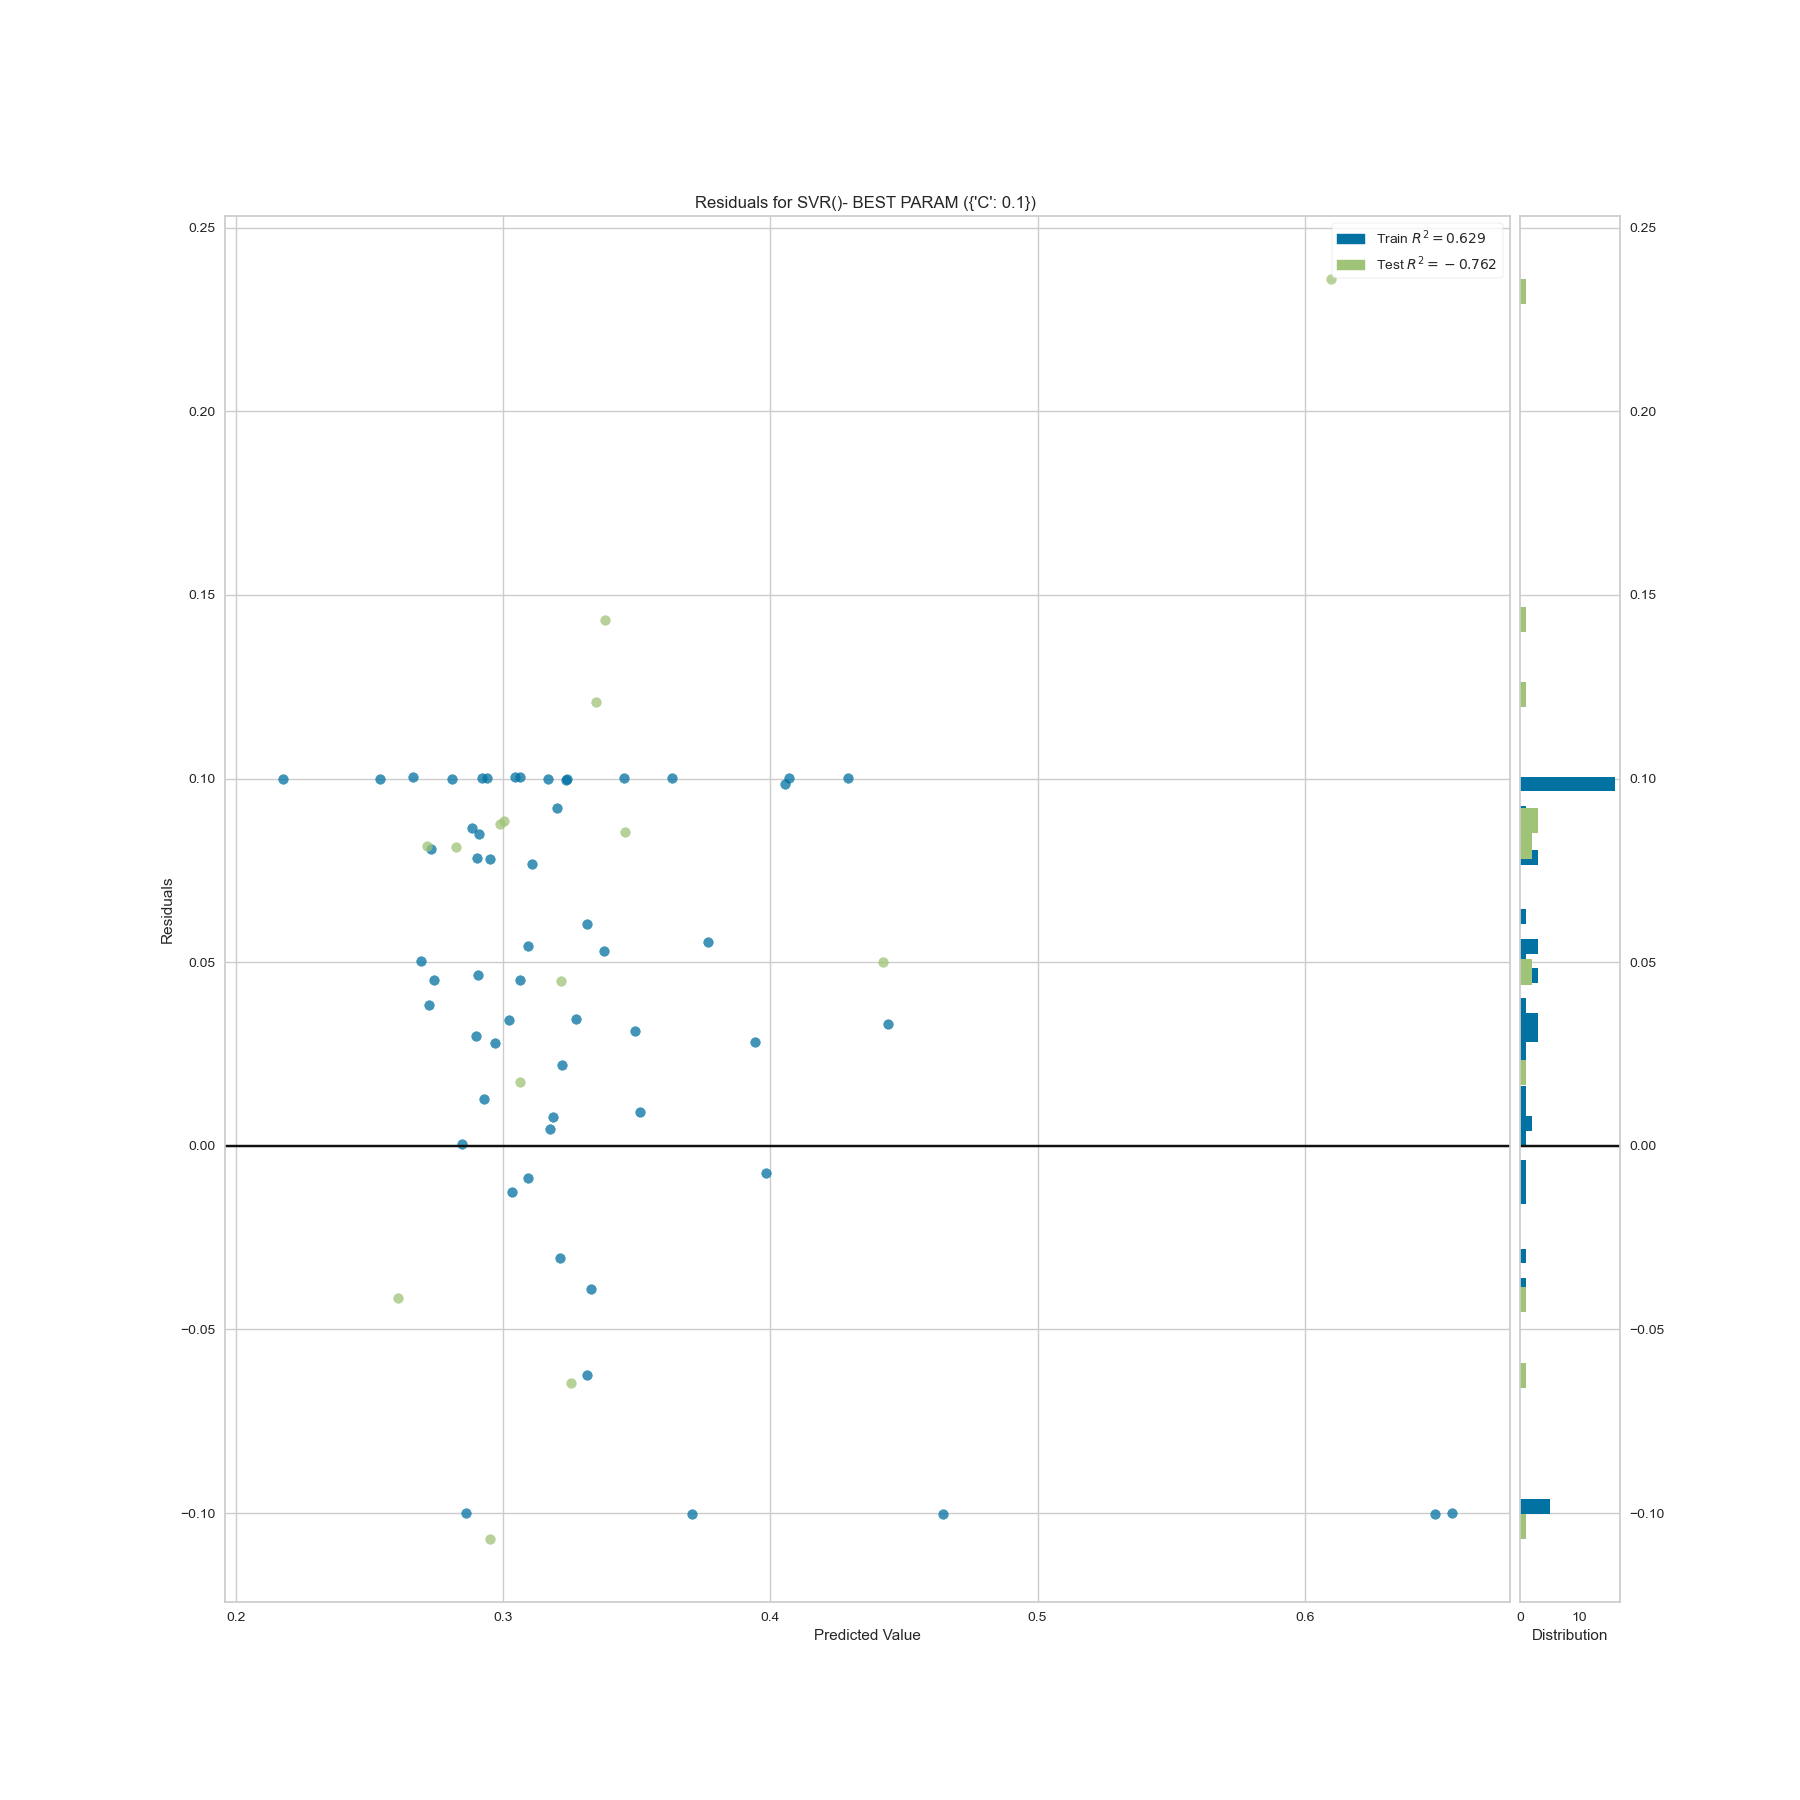 Residuals for SVR()- BEST PARAM ({'C': 0.1})
Train R² = 0.629
Test R² = −0.762
0.25
0.20
0.15
0.10
0.05
0.00
−0.05
−0.10
Residuals
0.2 0.3 0.4 0.5 0.6
Predicted Value
0.25
0.20
0.15
0.10
0.05
0.00
−0.05
−0.10
0 10
Distribution